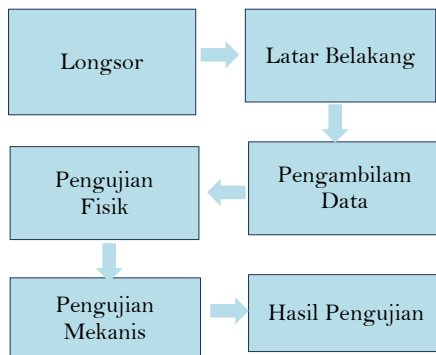 Longsor
Latar Belakang
Pengambilam
Data
Pengujian
Fisik
Pengujian
Mekanis
Hasil Pengujian